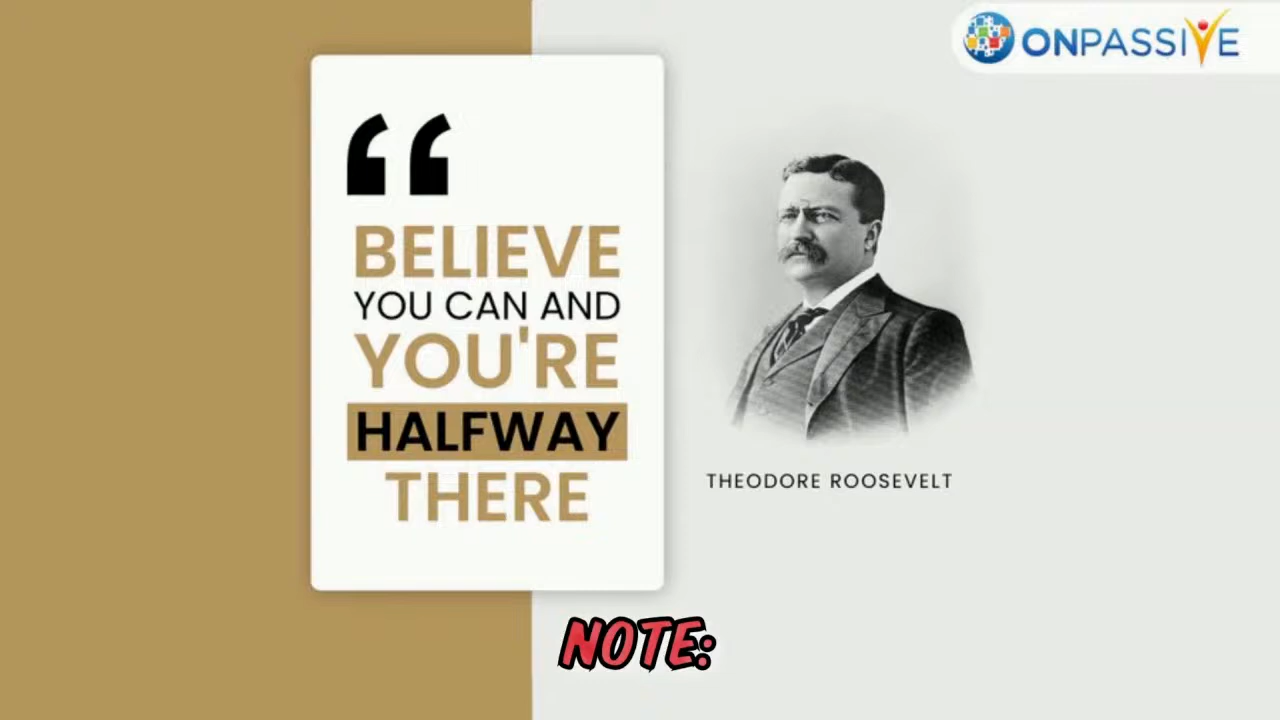 ONPASSIVE
BELIEVE
YOU CAN AND
YOU'RE
HALFWAY
THERE
THEODORE ROOSEVELT
NOTE: